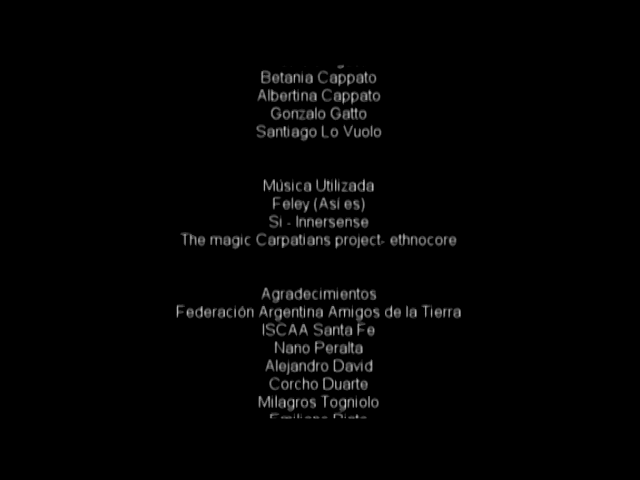 Betania Cappato
Albertina Cappato
Gonzalo Gatto
Santiago Lo Vuolo
Música Utilizada
Feley (Así es)
Si - Innersense
The magic Carpatians project- ethnocore
Agradecimientos
Federación Argentina Amigos de la Tierra
ISCAA Santa Fe
Nano Peralta
Alejandro David
Corcho Duarte
Milagros Togniolo